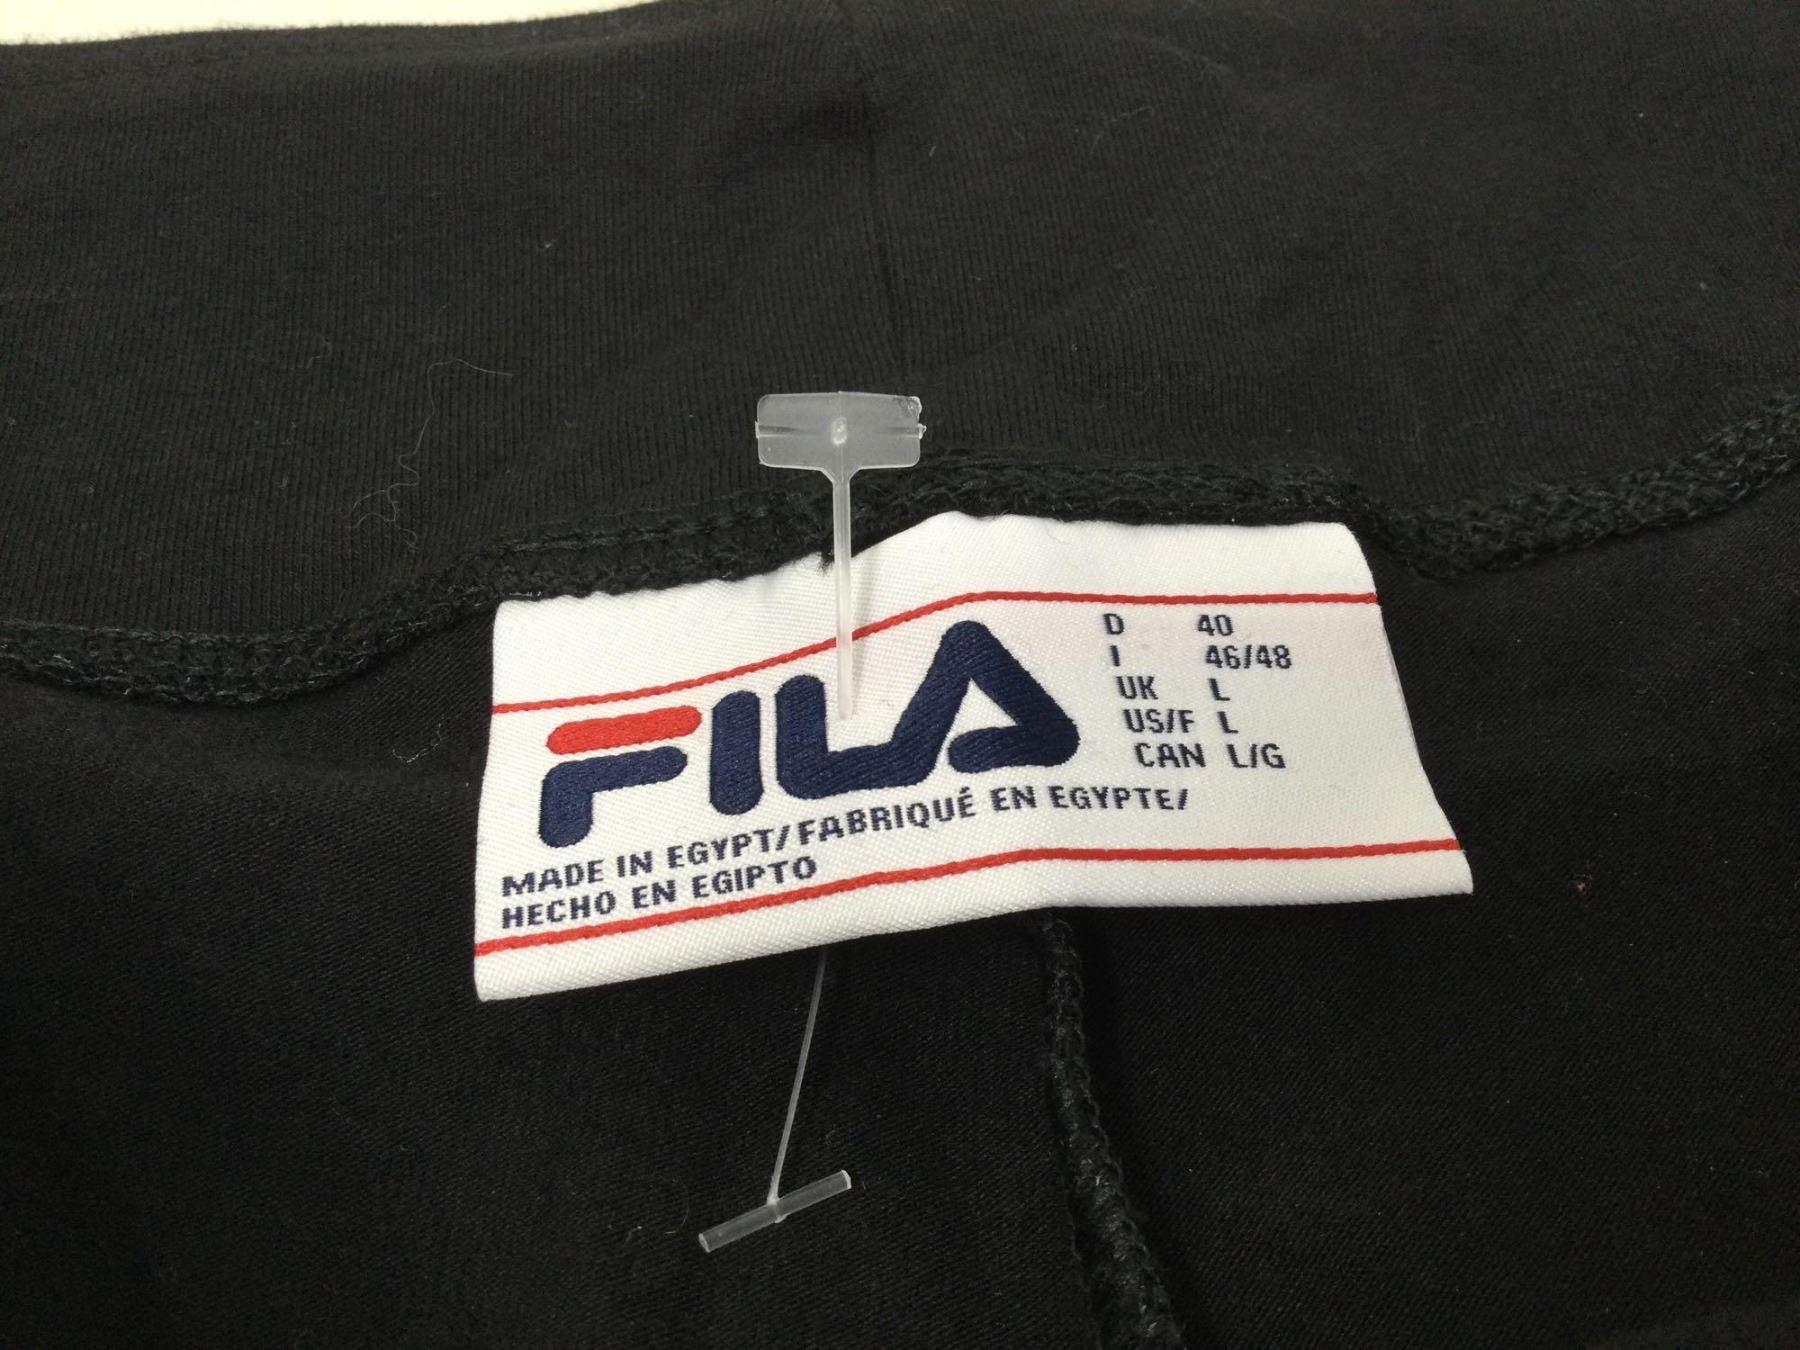 FILA
D 40
I 46/48
UK L
US/F L
CAN L/G
MADE IN EGYPT/FABRIQUÉ EN EGYPTE/
HECHO EN EGIPTO